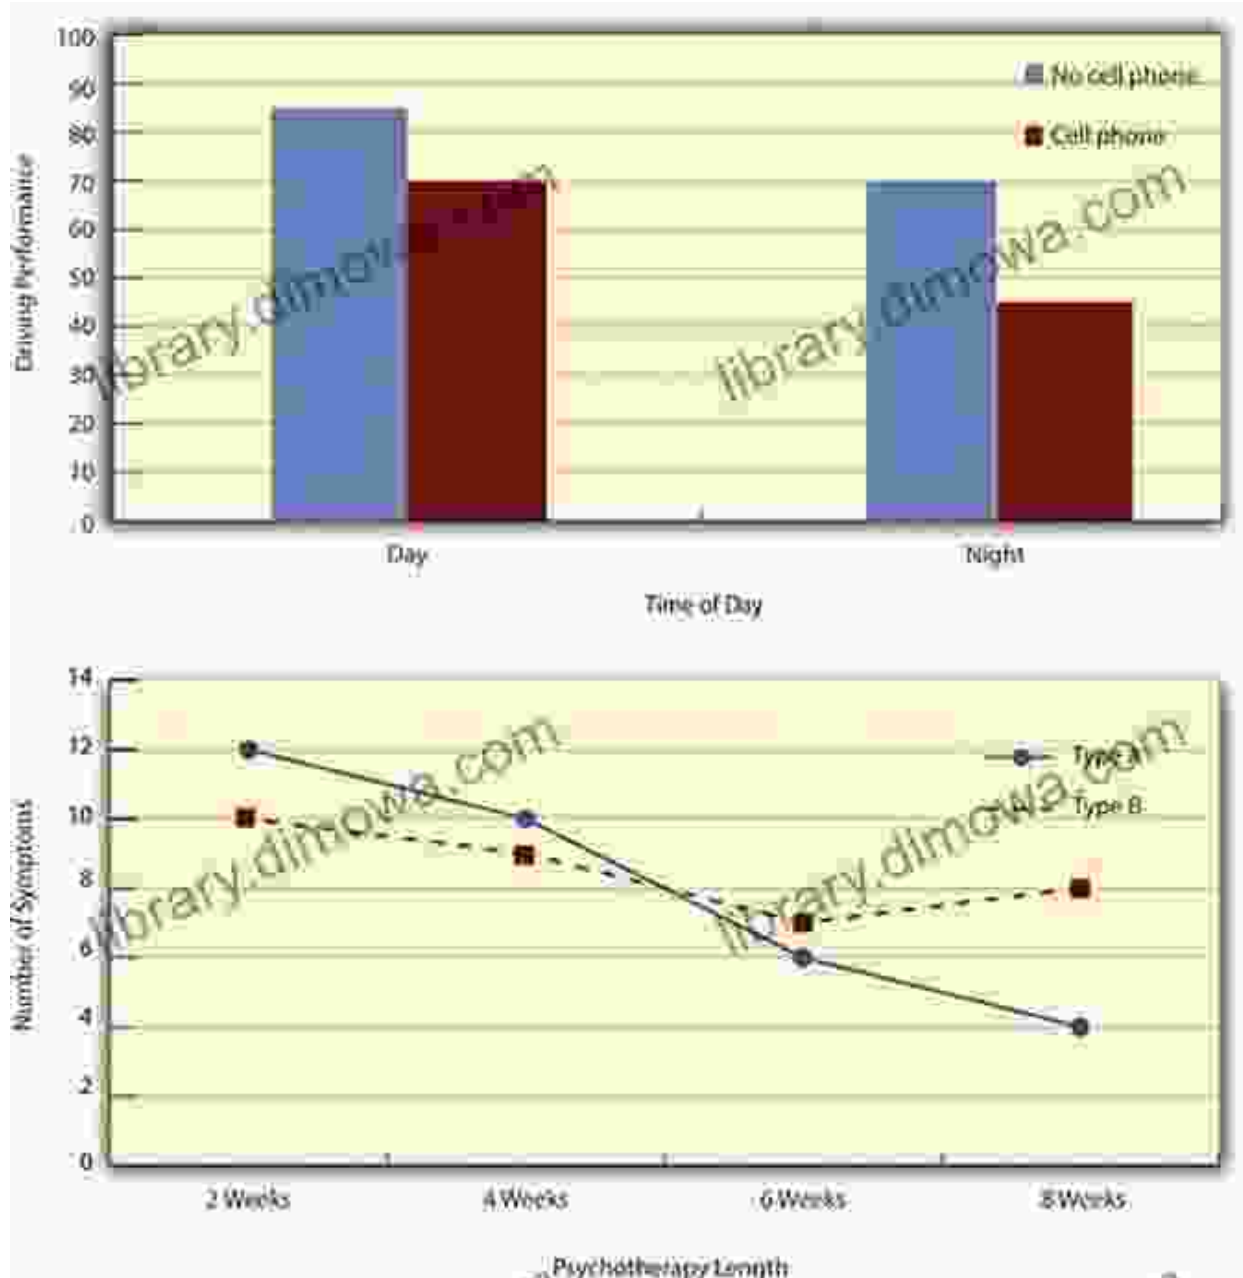 100
90
80
70
60
50
40
30
20
10
0
Driving Performance
No cell phone
Cell phone
Day
Night
Time of Day
library.dimowa.com
library.dimowa.com
14
12
10
8
6
4
2
0
Number of Symptoms
Type A
Type B
2 Weeks
4 Weeks
6 Weeks
8 Weeks
Psychotherapy Length
library.dimowa.com
library.dimowa.com